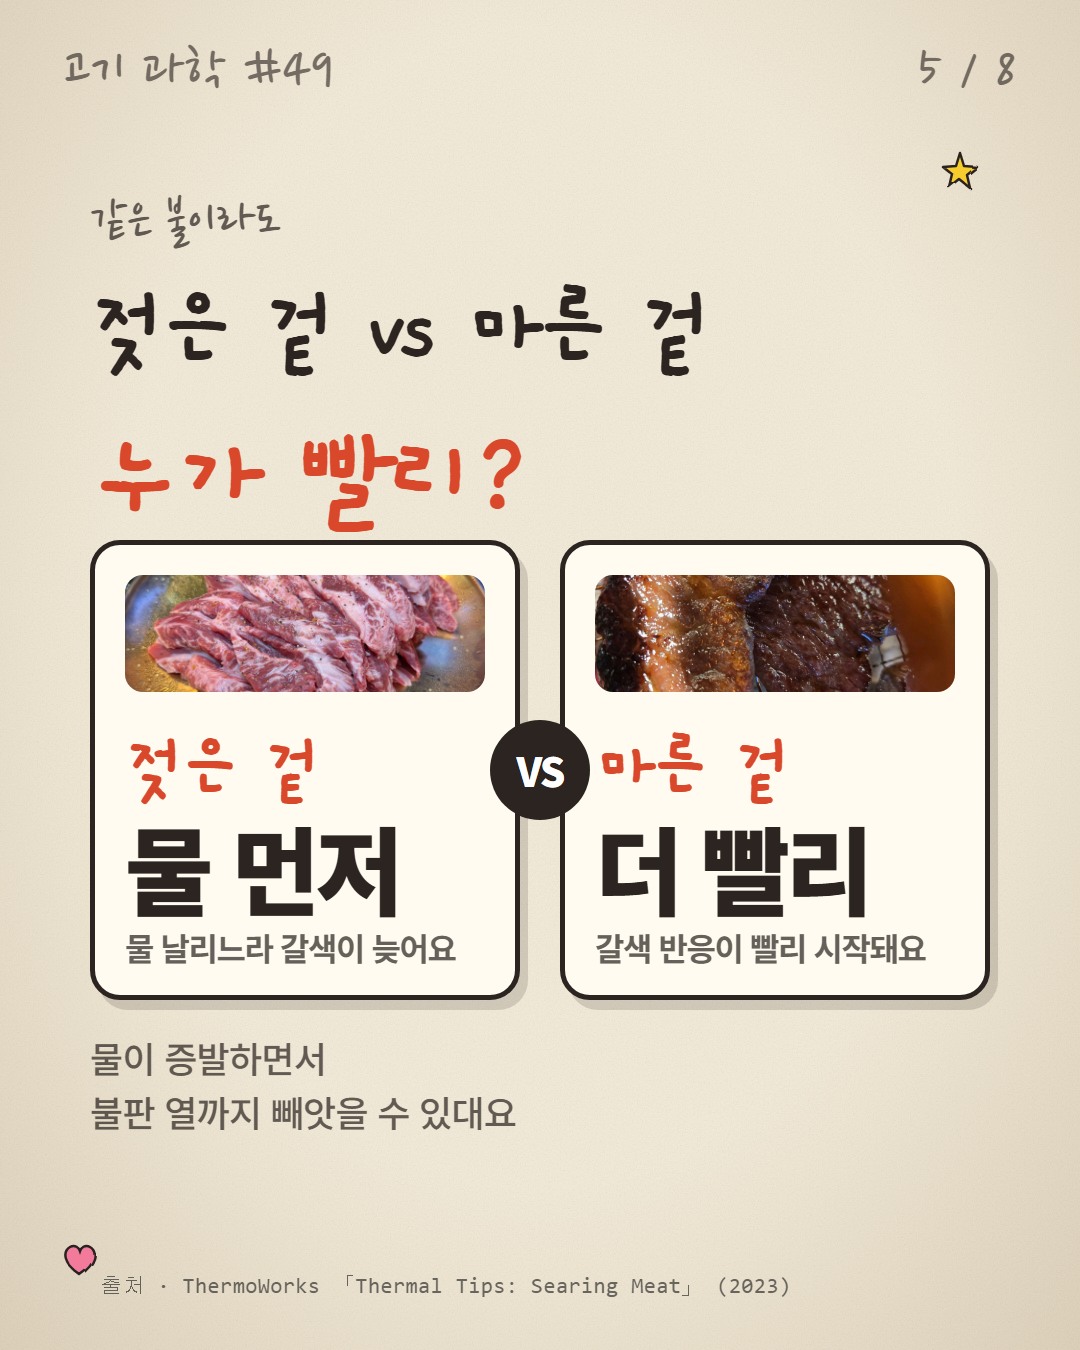 고기 과학 #49
5 / 8
같은 불이라도
젖은 겉 vs 마른 겉
누가 빨리?
젖은 겉
물 먼저
물 날리느라 갈색이 늦어요
VS
마른 겉
더 빨리
갈색 반응이 빨리 시작돼요
물이 증발하면서
불판 열까지 빼앗을 수 있대요
출처 · ThermoWorks 「Thermal Tips: Searing Meat」 (2023)